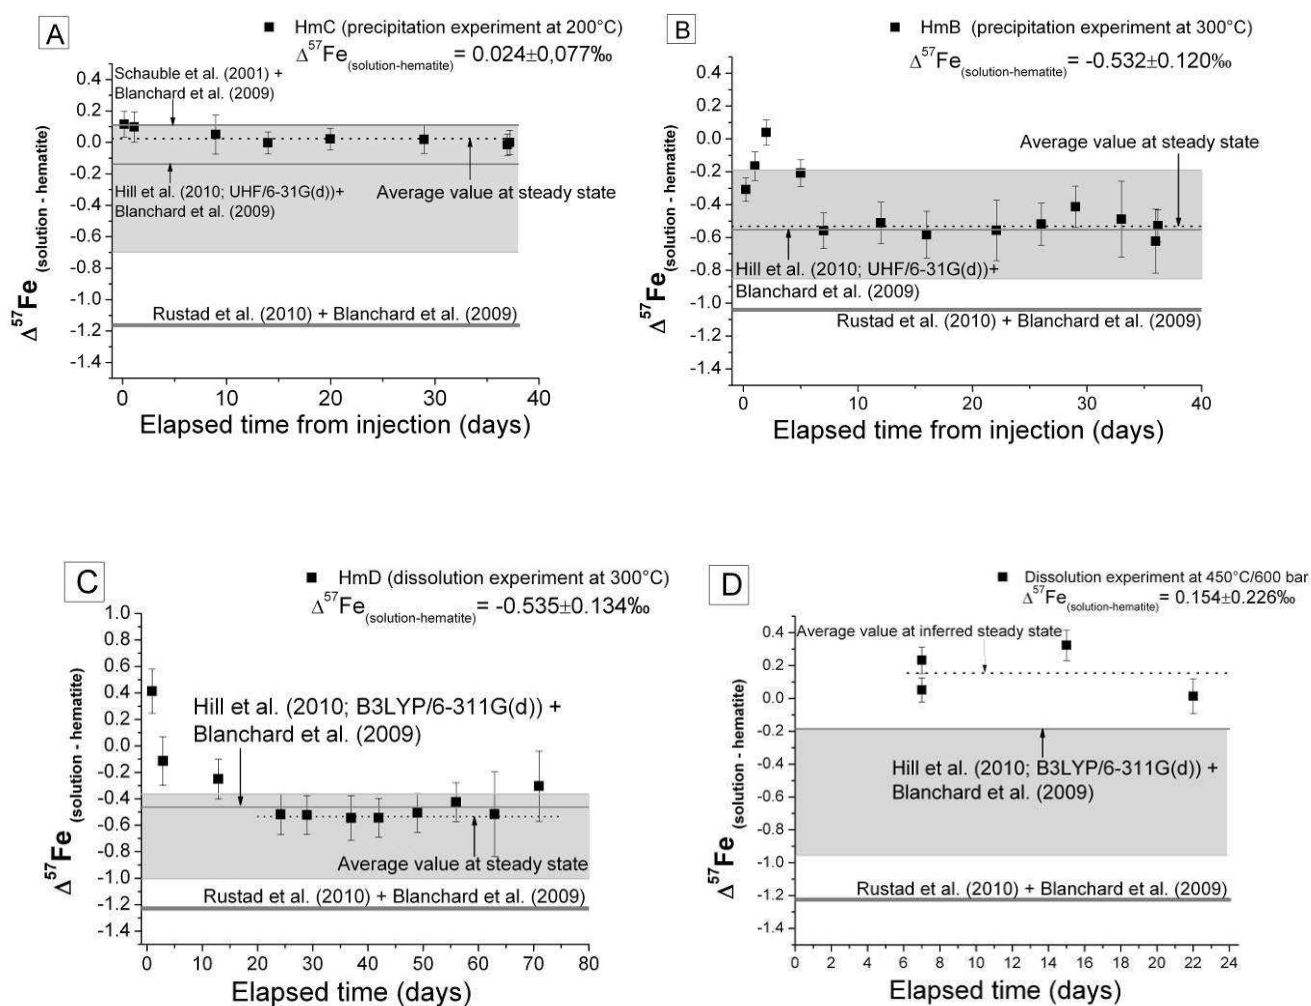 A
HmC (precipitation experiment at 200°C)
Δ57Fe(solution-hematite) = 0.024±0,077‰
Schauble et al. (2001) +
Blanchard et al. (2009)
Hill et al. (2010; UHF/6-31G(d))+
Blanchard et al. (2009)
Average value at steady state
Rustad et al. (2010) + Blanchard et al. (2009)
0.4
0.2
0.0
-0.2
-0.4
-0.6
-0.8
-1.0
-1.2
-1.4
Δ57Fe (solution - hematite)
0 10 20 30 40
Elapsed time from injection (days)
B
HmB (precipitation experiment at 300°C)
Δ57Fe(solution-hematite) = -0.532±0.120‰
Average value at steady state
Hill et al. (2010; UHF/6-31G(d))+
Blanchard et al. (2009)
Rustad et al. (2010) + Blanchard et al. (2009)
0.4
0.2
0.0
-0.2
-0.4
-0.6
-0.8
-1.0
-1.2
-1.4
Δ57Fe(solution - hematite)
0 10 20 30 40
Elapsed time from injection (days)
C
HmD (dissolution experiment at 300°C)
Δ57Fe(solution-hematite) = -0.535±0.134‰
Hill et al. (2010; B3LYP/6-311G(d)) +
Blanchard et al. (2009)
Average value at steady state
Rustad et al. (2010) + Blanchard et al. (2009)
1.0
0.8
0.6
0.4
0.2
0.0
-0.2
-0.4
-0.6
-0.8
-1.0
-1.2
-1.4
Δ57Fe (solution - hematite)
0 10 20 30 40 50 60 70 80
Elapsed time (days)
D
Dissolution experiment at 450°C/600 bar
Δ57Fe(solution-hematite) = 0.154±0.226‰
Average value at inferred steady state
Hill et al. (2010; B3LYP/6-311G(d)) +
Blanchard et al. (2009)
Rustad et al. (2010) + Blanchard et al. (2009)
0.4
0.2
0.0
-0.2
-0.4
-0.6
-0.8
-1.0
-1.2
-1.4
Δ57Fe (solution - hematite)
0 2 4 6 8 10 12 14 16 18 20 22 24
Elapsed time (days)